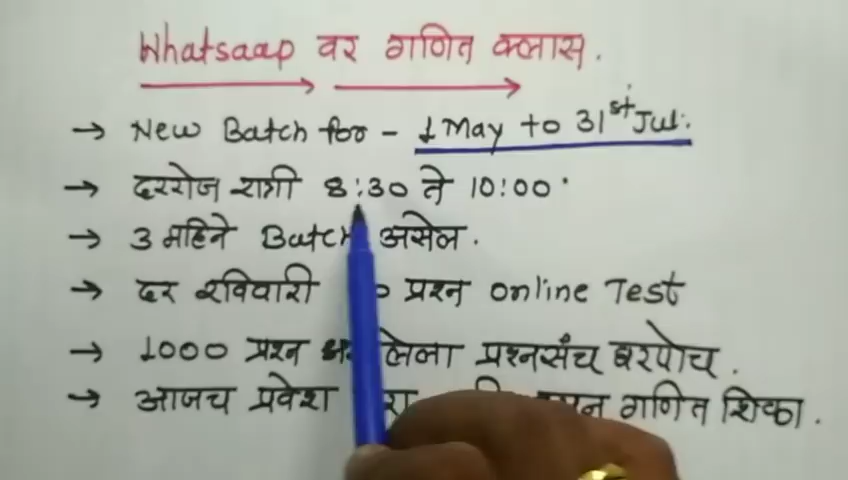 Whatsaap वर गणित क्लास.
→ New Batch for - 1 May to 31st Jul.
→ दररोज रात्री 8:30 ते 10:00
→ 3 महिने Batch असेल.
→ दर रविवारी प्रश्न online Test
→ 1000 प्रश्न प्रश्नसंच घरपोच.
→ आजच प्रवेश गणित शिका.